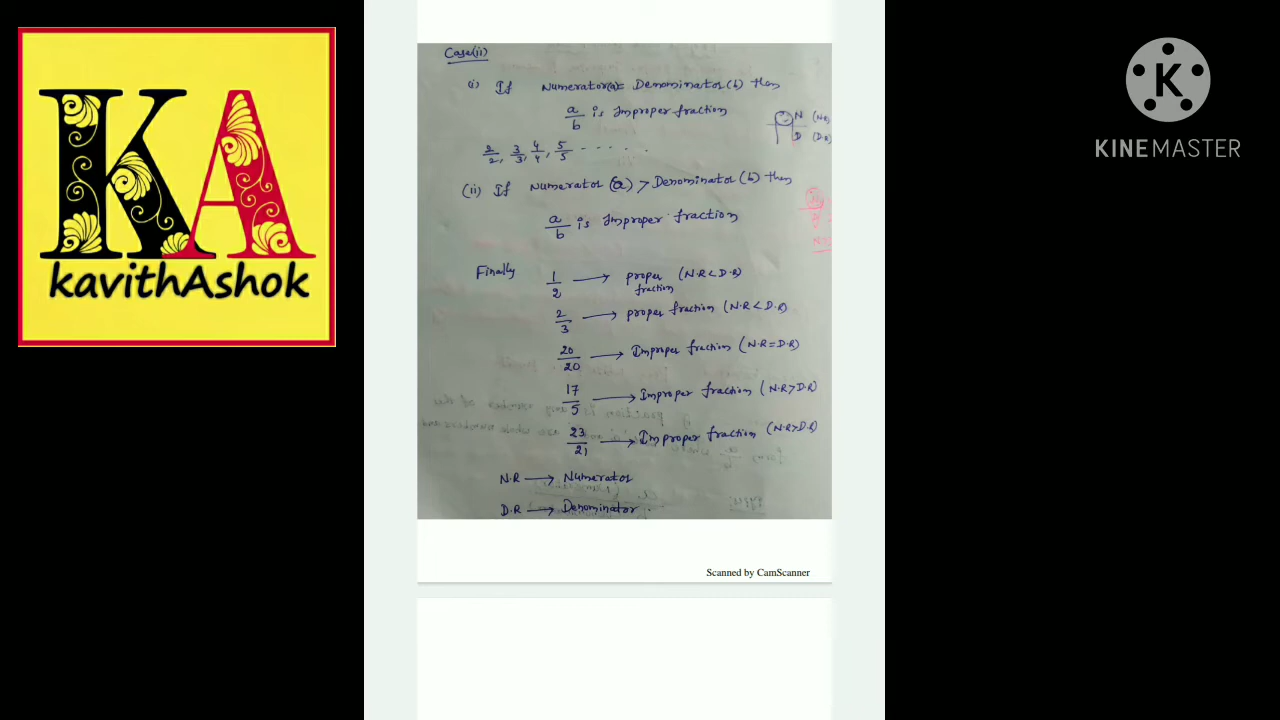 KA
kavithAshok
Case(ii)
(i) If Numerator(a)= Denominator(b) then
a/b is Improper fraction
N (NR)
D (D.R)
2/2, 3/3, 4/4, 5/5 ......
(ii) If Numerator (a) > Denominator (b) then
a/b is Improper fraction
Finally 1/2 → proper fraction (N.R < D.R)
2/3 → proper fraction (N.R < D.R)
20/20 → Improper fraction (N.R = D.R)
17/5 → Improper fraction (N.R > D.R)
23/21 → Improper fraction (N.R > D.R)
N.R → Numerator
D.R → Denominator
Scanned by CamScanner
K
KINEMASTER